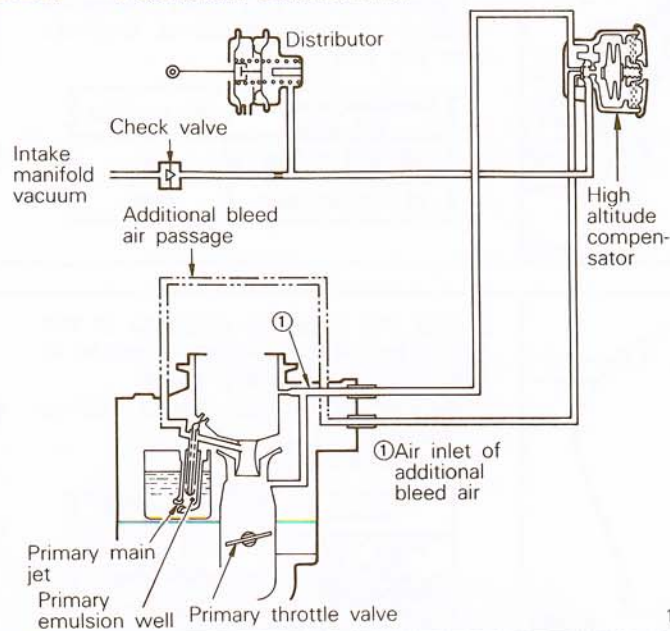 Distributor
Check valve
Intake
manifold
vacuum
Additional bleed
air passage
High
altitude
compen-
sator
①
①Air inlet of
additional
bleed air
Primary main
jet
Primary
emulsion well
Primary throttle valve
1